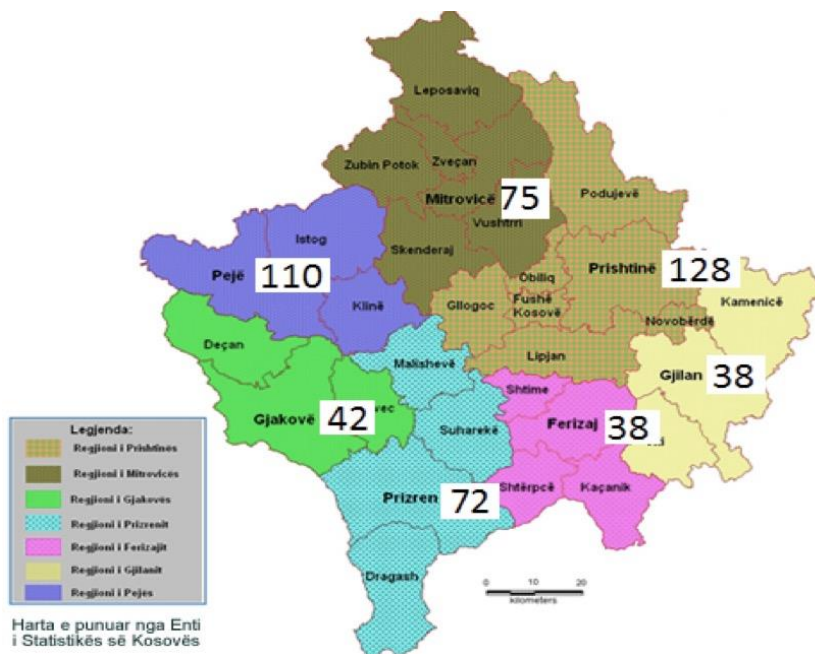 Leposaviq
Zubin Potok
Zveçan
Mitrovicë
75
Vushtrri
Skenderaj
Podujevë
Istog
Pejë
110
Klinë
Obiliq
Prishtinë
128
Gllogoc
Fushë
Kosovë
Kamenicë
Novobërdë
Lipjan
Deçan
Malishevë
Shtime
Gjilan
38
Gjakovë
42
vec
Suharekë
Ferizaj
38
Prizren
72
Shtërpcë
Kaçanik
Dragash
0 10 20
kilometers
Legjenda:
Regjioni i Prishtinës
Regjioni i Mitrovicës
Regjioni i Gjakovës
Regjioni i Prizrenit
Regjioni i Ferizajit
Regjioni i Gjilanit
Regjioni i Pejës
Harta e punuar nga Enti
i Statistikës së Kosovës